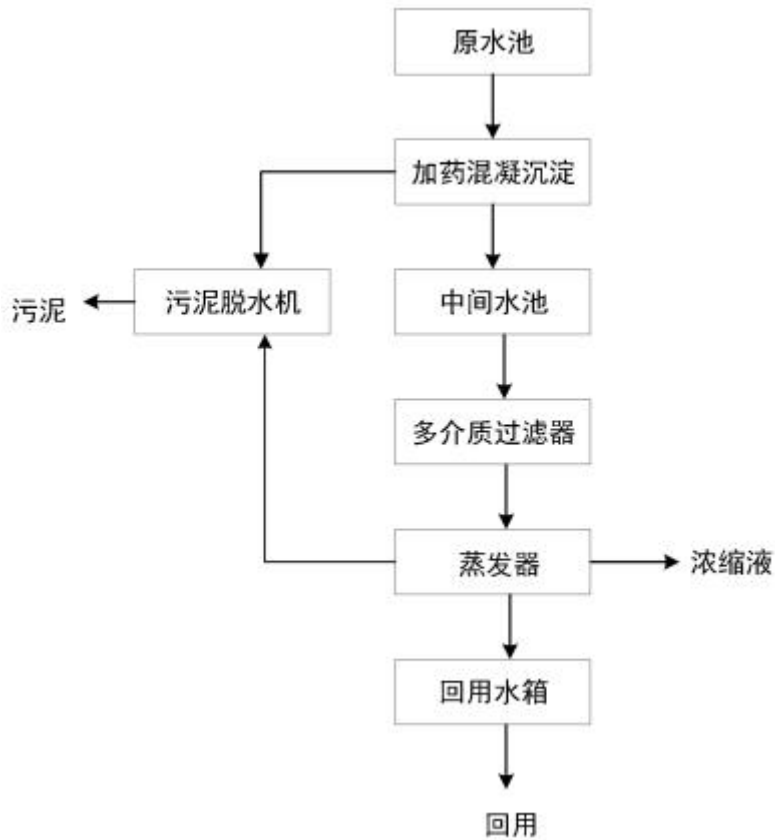 原水池
加药混凝沉淀
污泥
污泥脱水机
中间水池
多介质过滤器
蒸发器
浓缩液
回用水箱
回用